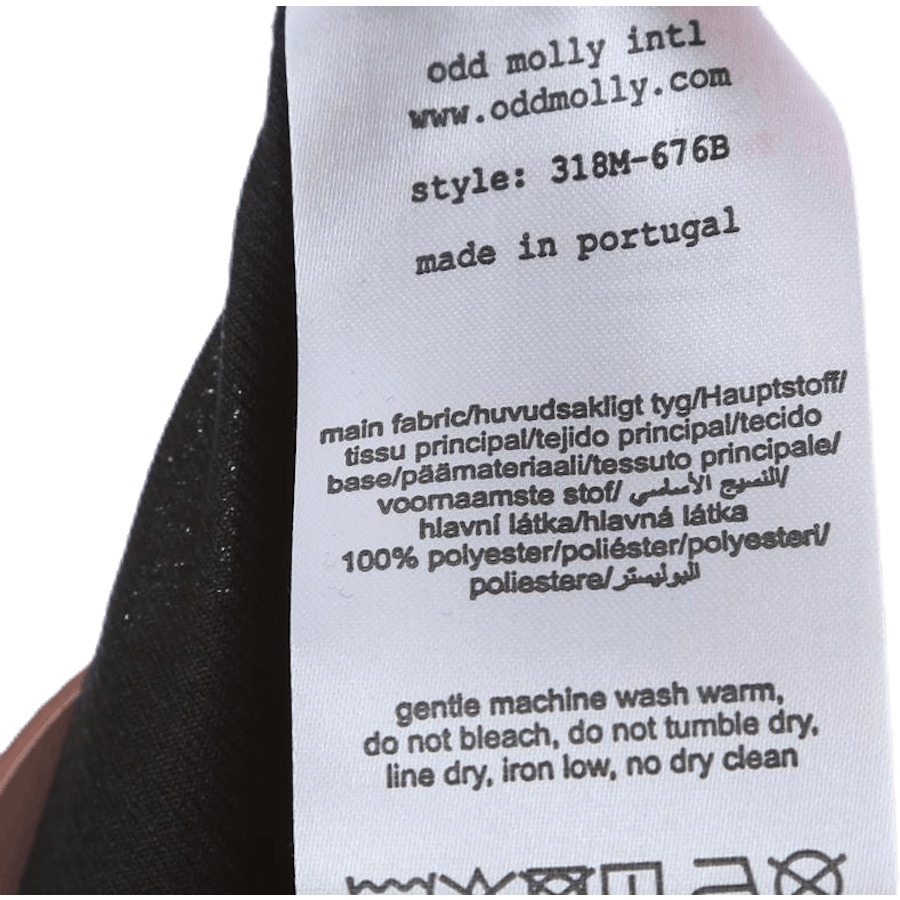 odd molly intl
www.oddmolly.com
style: 318M-676B
made in portugal
main fabric/huvudsakligt tyg/Hauptstoff/
tissu principal/tejido principal/tecido
base/päämateriaali/tessuto principale/
voornaamste stof/ النسيج الأساسي/
hlavní látka/hlavná látka
100% polyester/poliéster/polyesteri/
poliestere/البوليستر
gentle machine wash warm,
do not bleach, do not tumble dry,
line dry, iron low, no dry clean